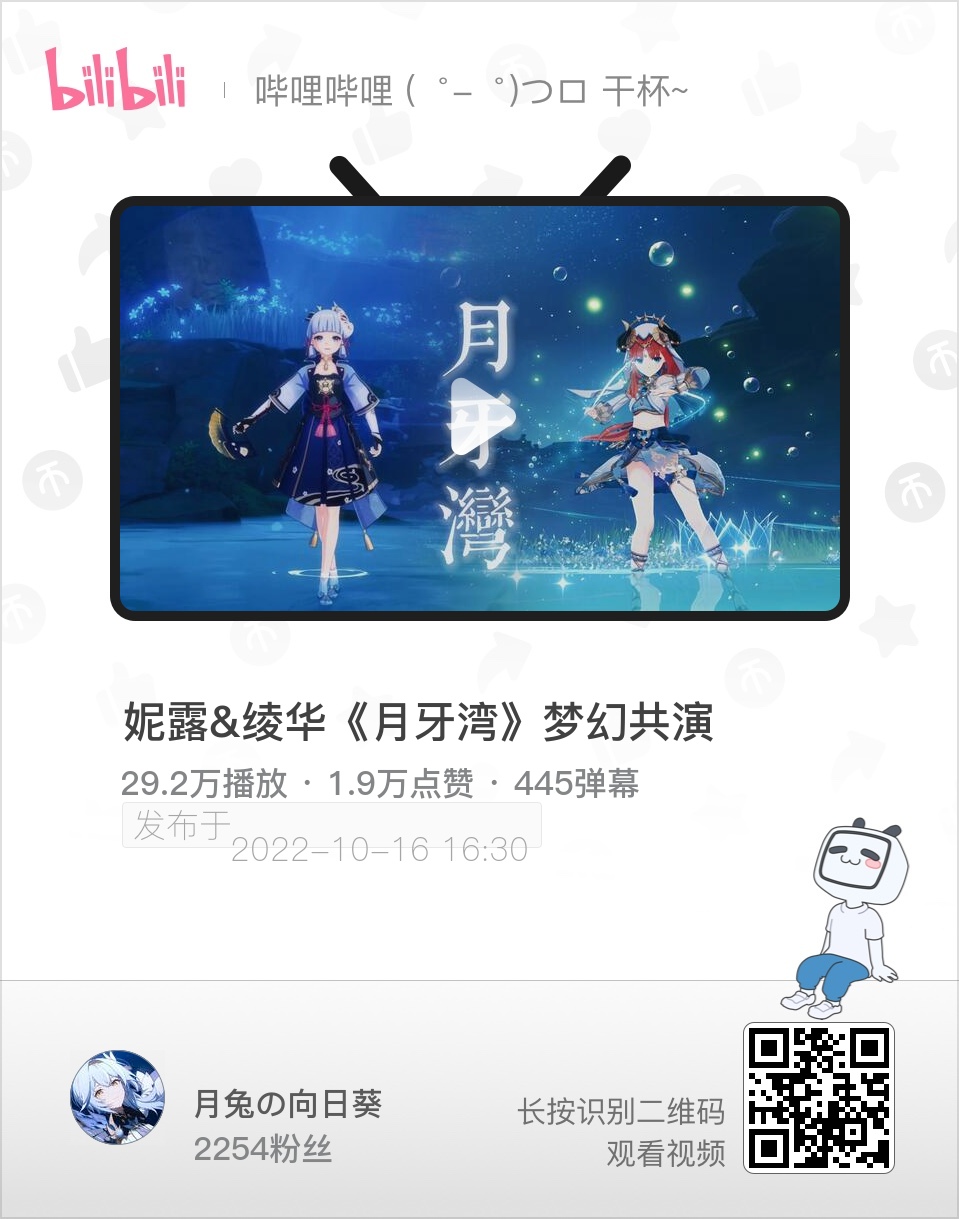 bilibili
哔哩哔哩 ( ゜- ゜)つロ 干杯~
月
牙
灣
妮露&绫华《月牙湾》梦幻共演
29.2万播放 · 1.9万点赞 · 445弹幕
发布于
2022-10-16 16:30
月兔の向日葵
2254粉丝
长按识别二维码
观看视频